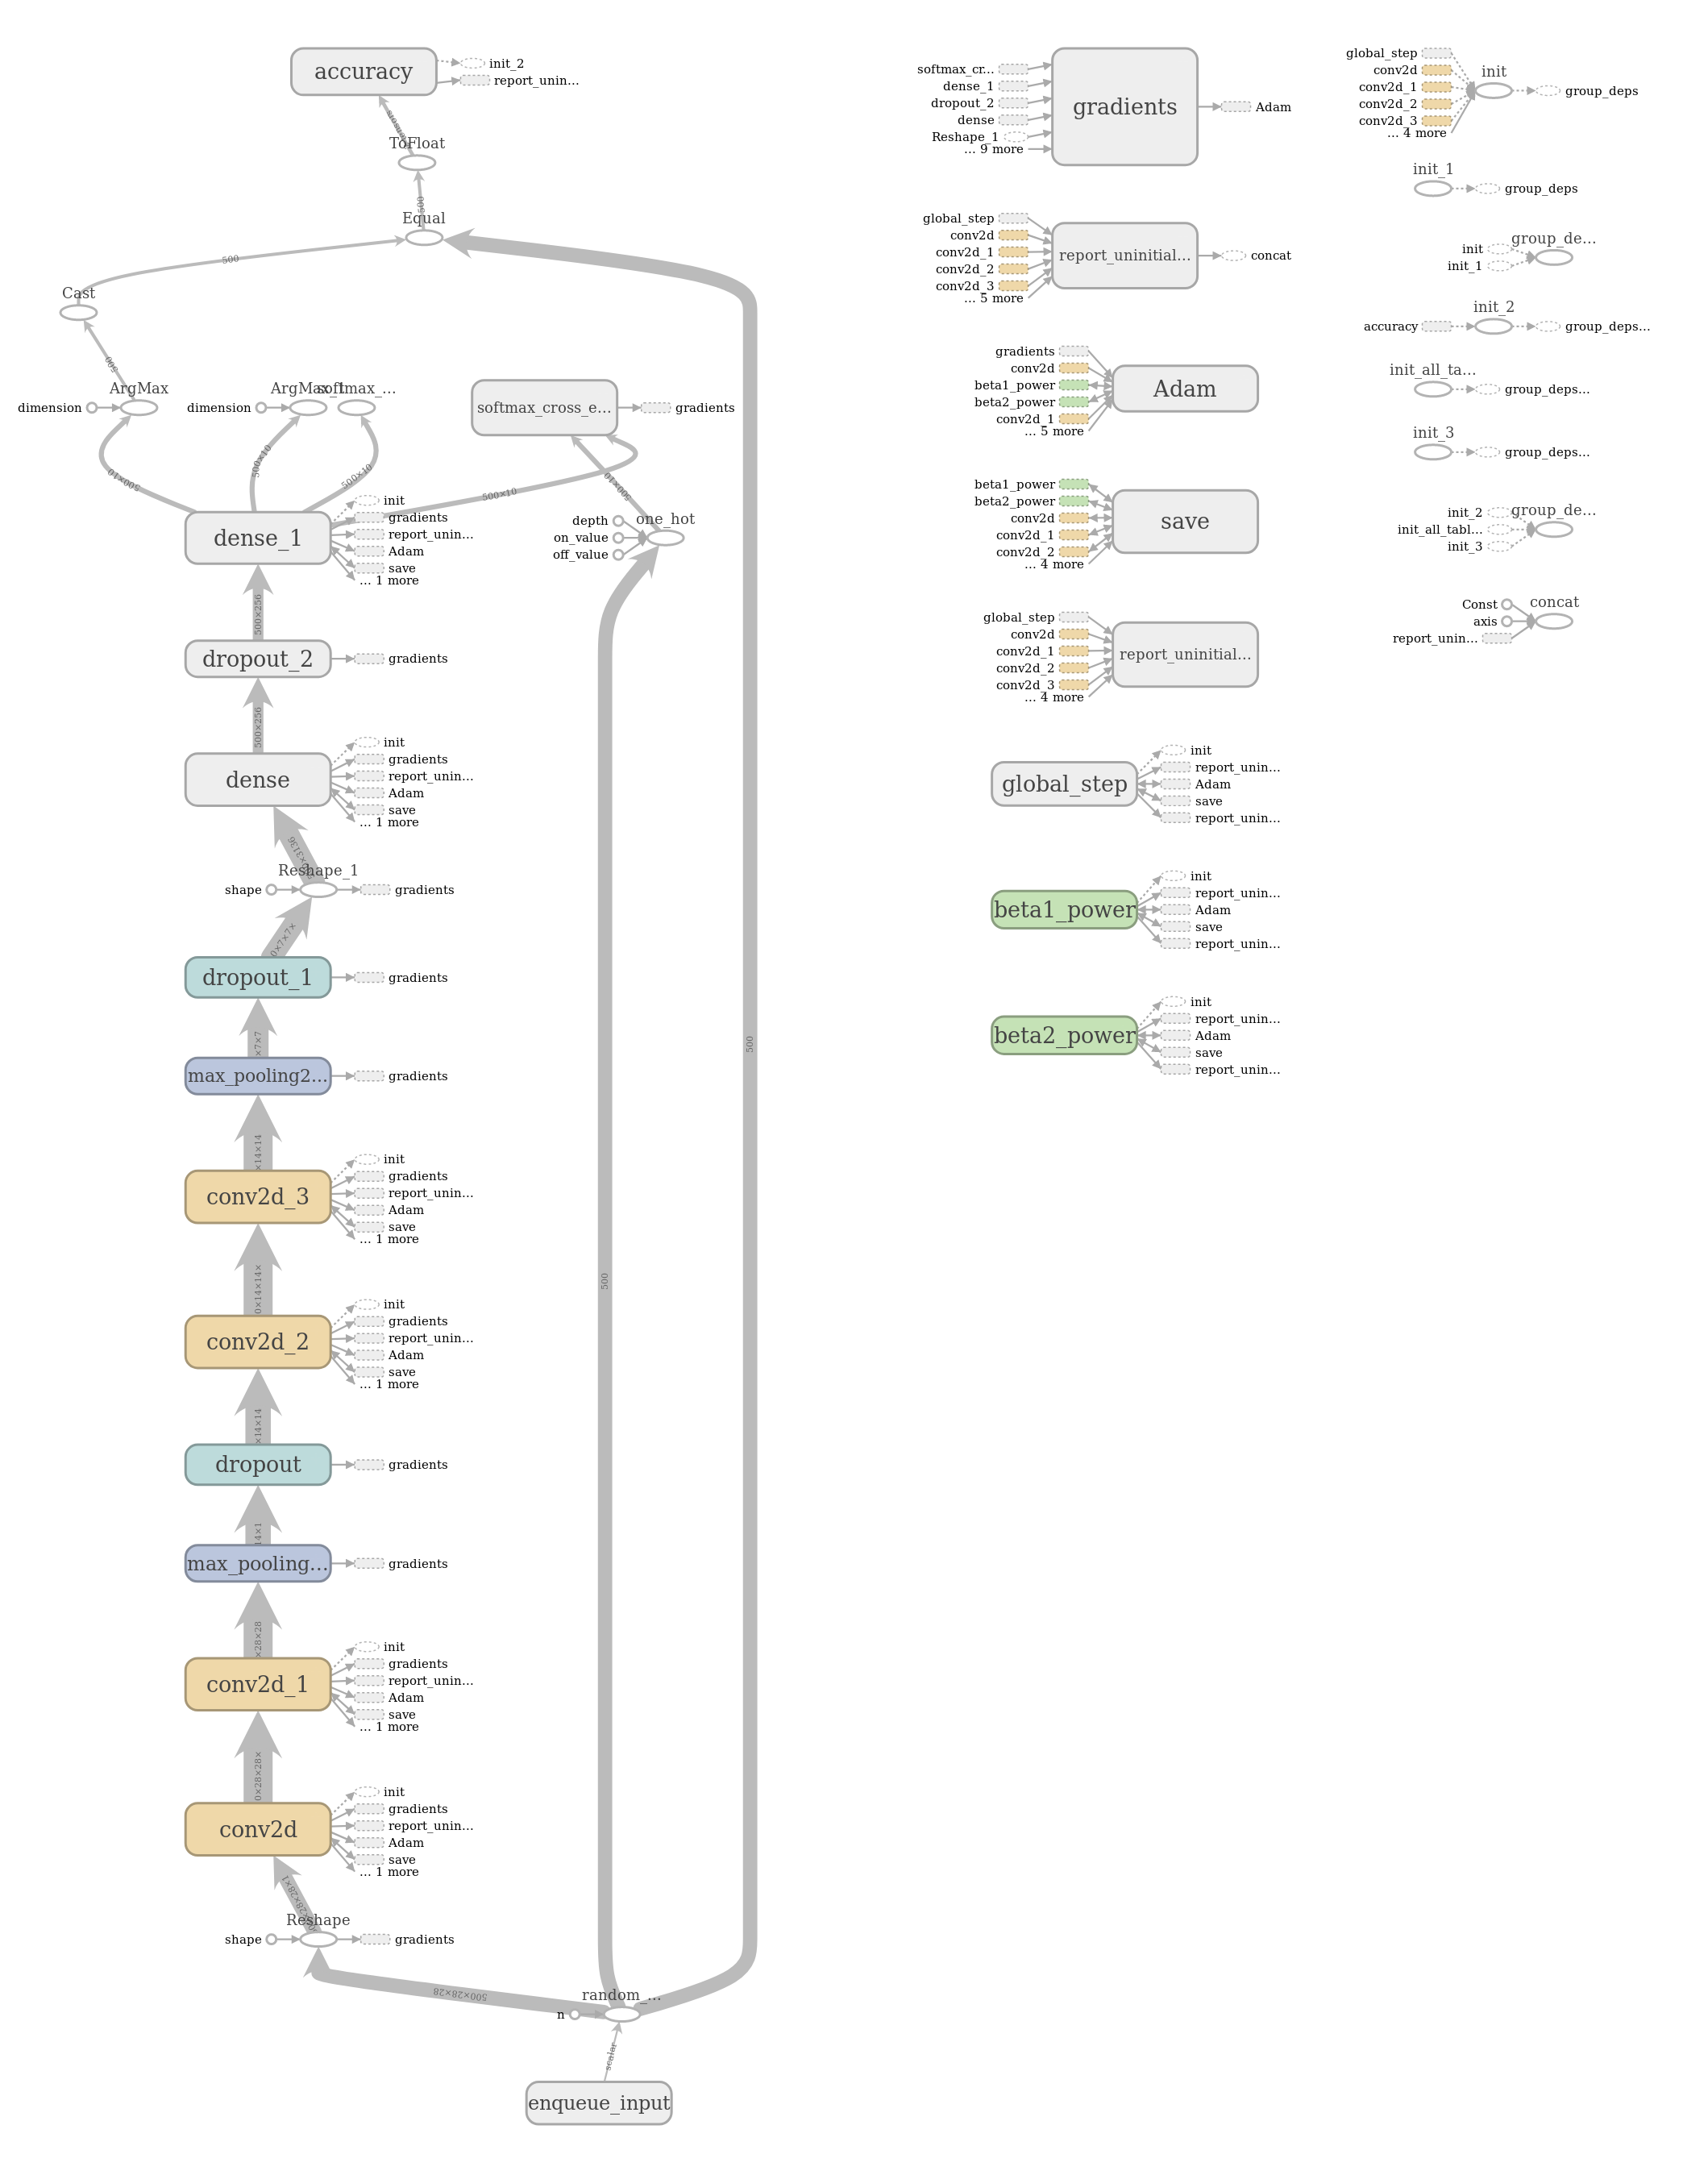 accuracy
init_2
report_unin...
ToFloat
500
Equal
500
Cast
500
ArgMax
dimension
dimension
500×10
500×10
500×10
500×10
500×10
softmax_cross_e...
gradients
dense_1
init
gradients
report_unin...
Adam
save
... 1 more
one_hot
depth
on_value
off_value
500×256
dropout_2
gradients
500×256
dense
init
gradients
report_unin...
Adam
save
... 1 more
Reshape_1
shape
gradients
dropout_1
gradients
×7×7
max_pooling2...
gradients
×14×14
conv2d_3
init
gradients
report_unin...
Adam
save
... 1 more
0×14×14×
conv2d_2
init
gradients
report_unin...
Adam
save
... 1 more
×14×14
dropout
gradients
14×1
max_pooling...
gradients
×28×28
conv2d_1
init
gradients
report_unin...
Adam
save
... 1 more
0×28×28×
conv2d
init
gradients
report_unin...
Adam
save
... 1 more
Reshape
shape
gradients
500×28×28
500
500
random_...
n
scalar
enqueue_input
softmax_cr...
dense_1
dropout_2
dense
Reshape_1
... 9 more
gradients
Adam
global_step
conv2d
conv2d_1
conv2d_2
conv2d_3
... 5 more
report_uninitial...
concat
gradients
conv2d
beta1_power
beta2_power
conv2d_1
... 5 more
Adam
beta1_power
beta2_power
conv2d
conv2d_1
conv2d_2
... 4 more
save
global_step
conv2d
conv2d_1
conv2d_2
conv2d_3
... 4 more
report_uninitial...
global_step
init
report_unin...
Adam
save
report_unin...
beta1_power
init
report_unin...
Adam
save
report_unin...
beta2_power
init
report_unin...
Adam
save
report_unin...
global_step
conv2d
conv2d_1
conv2d_2
conv2d_3
... 4 more
init
group_deps
init_1
group_deps
group_de...
init
init_1
init_2
accuracy
group_deps...
init_all_ta...
group_deps...
init_3
group_deps...
group_de...
init_2
init_all_tabl...
init_3
concat
Const
axis
report_unin...